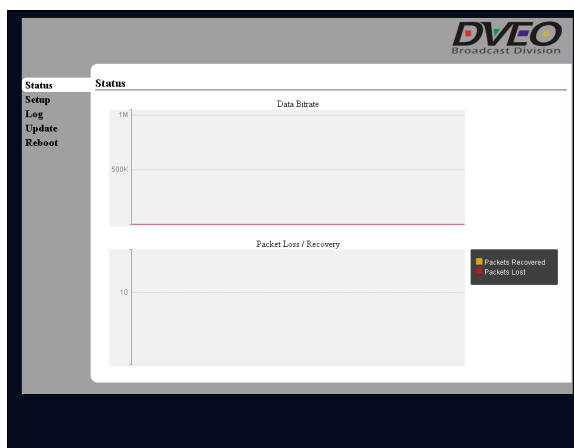 DVEO
Broadcast Division
Status
Setup
Log
Update
Reboot
Status
Data Bitrate
1M
500K
Packet Loss / Recovery
1G
Packets Recovered
Packets Lost